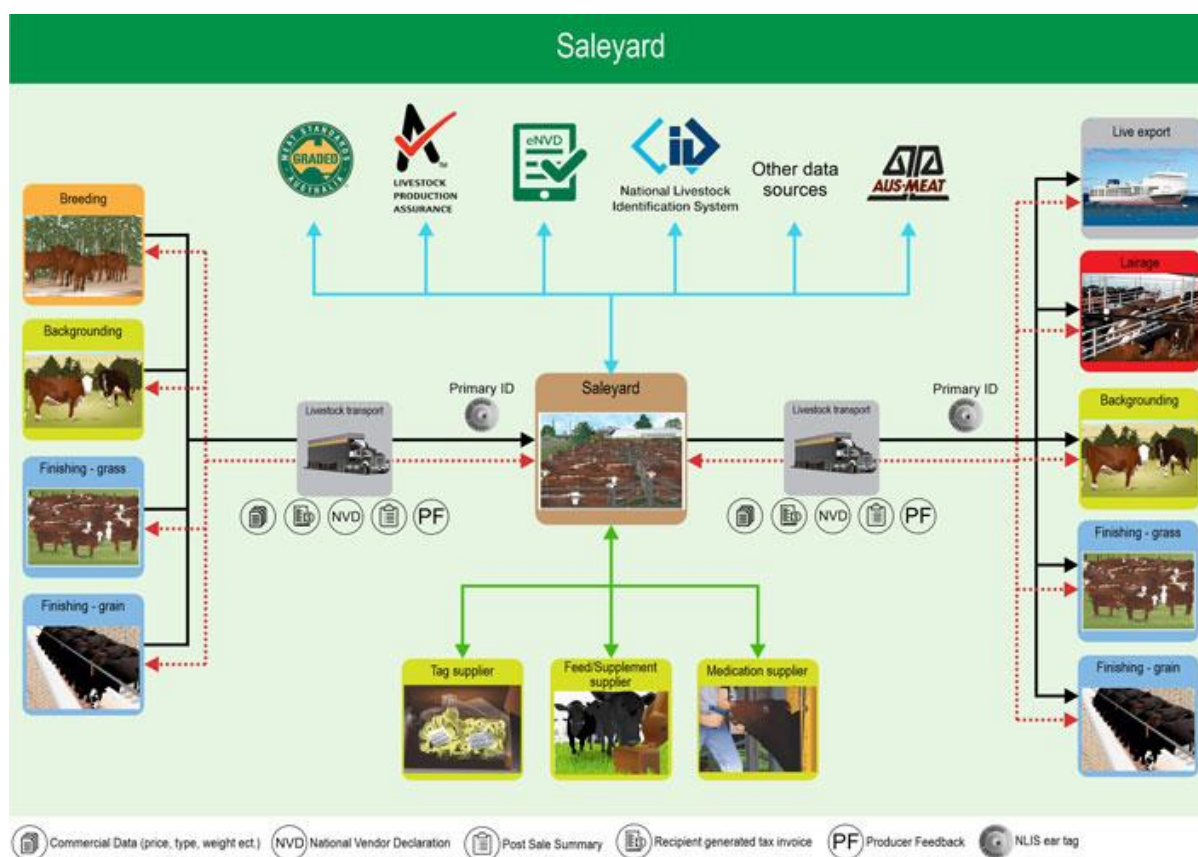 Saleyard
MEAT STANDARDS AUSTRALIA
GRADED
TM
LIVESTOCK
PRODUCTION
ASSURANCE
eNVD
iD
National Livestock
Identification System
Other data
sources
AUS-MEAT
Breeding
Backgrounding
Finishing - grass
Finishing - grain
Livestock transport
NVD
PF
Primary ID
Saleyard
Livestock transport
NVD
PF
Primary ID
Live export
Lairage
Backgrounding
Finishing - grass
Finishing - grain
Tag supplier
Feed/Supplement
supplier
Medication supplier
Commercial Data (price, type, weight ect.)
NVD National Vendor Declaration
Post Sale Summary
Recipient generated tax invoice
PF Producer Feedback
NLIS ear tag